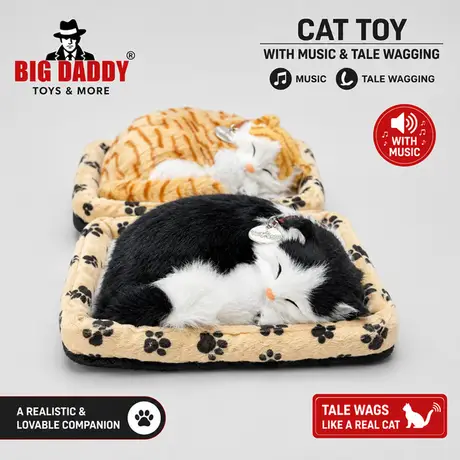 BIG DADDY®
TOYS & MORE
CAT TOY
WITH MUSIC & TALE WAGGING
MUSIC
TALE WAGGING
WITH
MUSIC
A REALISTIC &
LOVABLE COMPANION
TALE WAGS
LIKE A REAL CAT